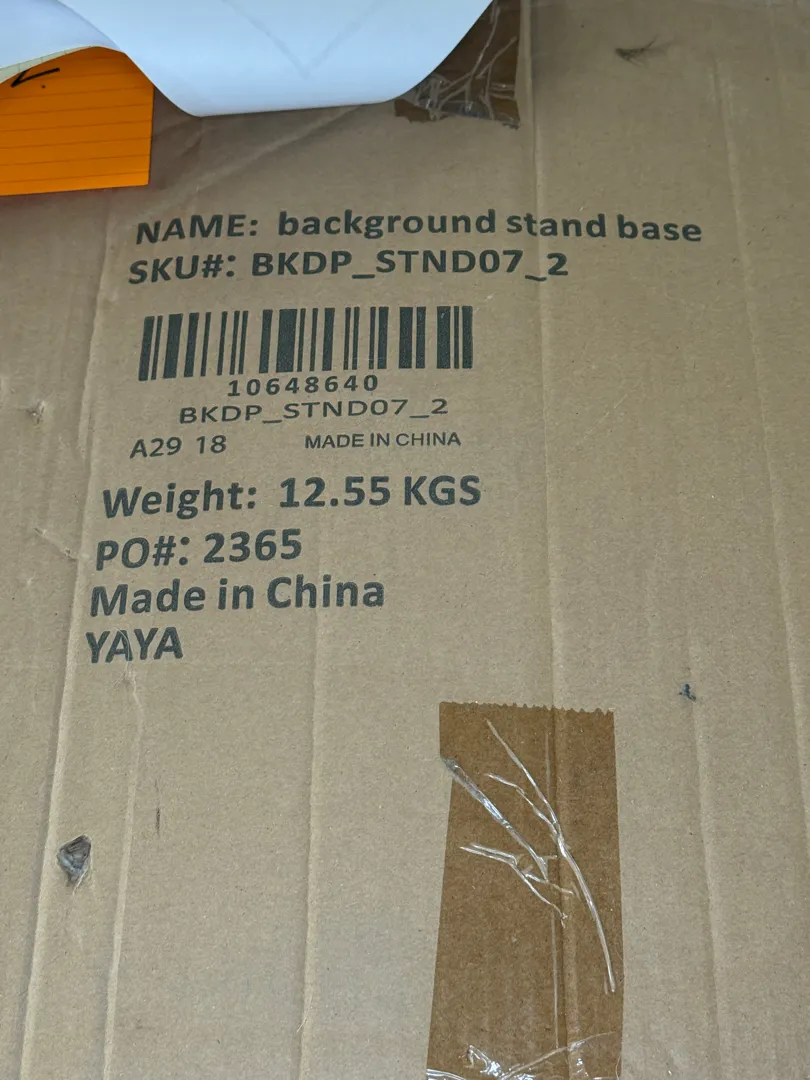 NAME: background stand base
SKU#: BKDP_STND07_2
10648640
BKDP_STND07_2
A29 18 MADE IN CHINA
Weight: 12.55 KGS
PO#: 2365
Made in China
YAYA